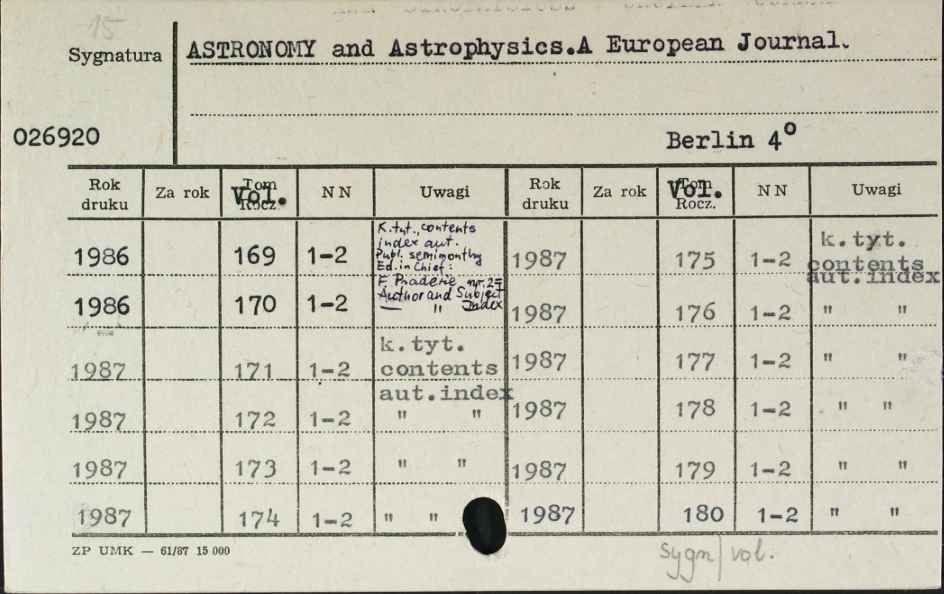 15
Sygnatura
ASTRONOMY and Astrophysics.A European Journal.
026920
Berlin 4°
Rok druku Za rok Tom Rocz. Vol. NN Uwagi Rok druku Za rok Tom Rocz. Vol. NN Uwagi
1986 169 1-2 K.tyt., contents index aut. Publ. semimonthly Ed. in Chief: 1987 175 1-2 k.tyt. contents aut.index
1986 170 1-2 F. Praderie Author and Subject Index — " 1987 176 1-2 " "
1987 171 1-2 k.tyt. contents aut.index 1987 177 1-2 " "
1987 172 1-2 " " 1987 178 1-2 " "
1987 173 1-2 " " 1987 179 1-2 " "
1987 174 1-2 " " 1987 180 1-2 " "
ZP UMK — 61/87 15 000
sygn/vol.